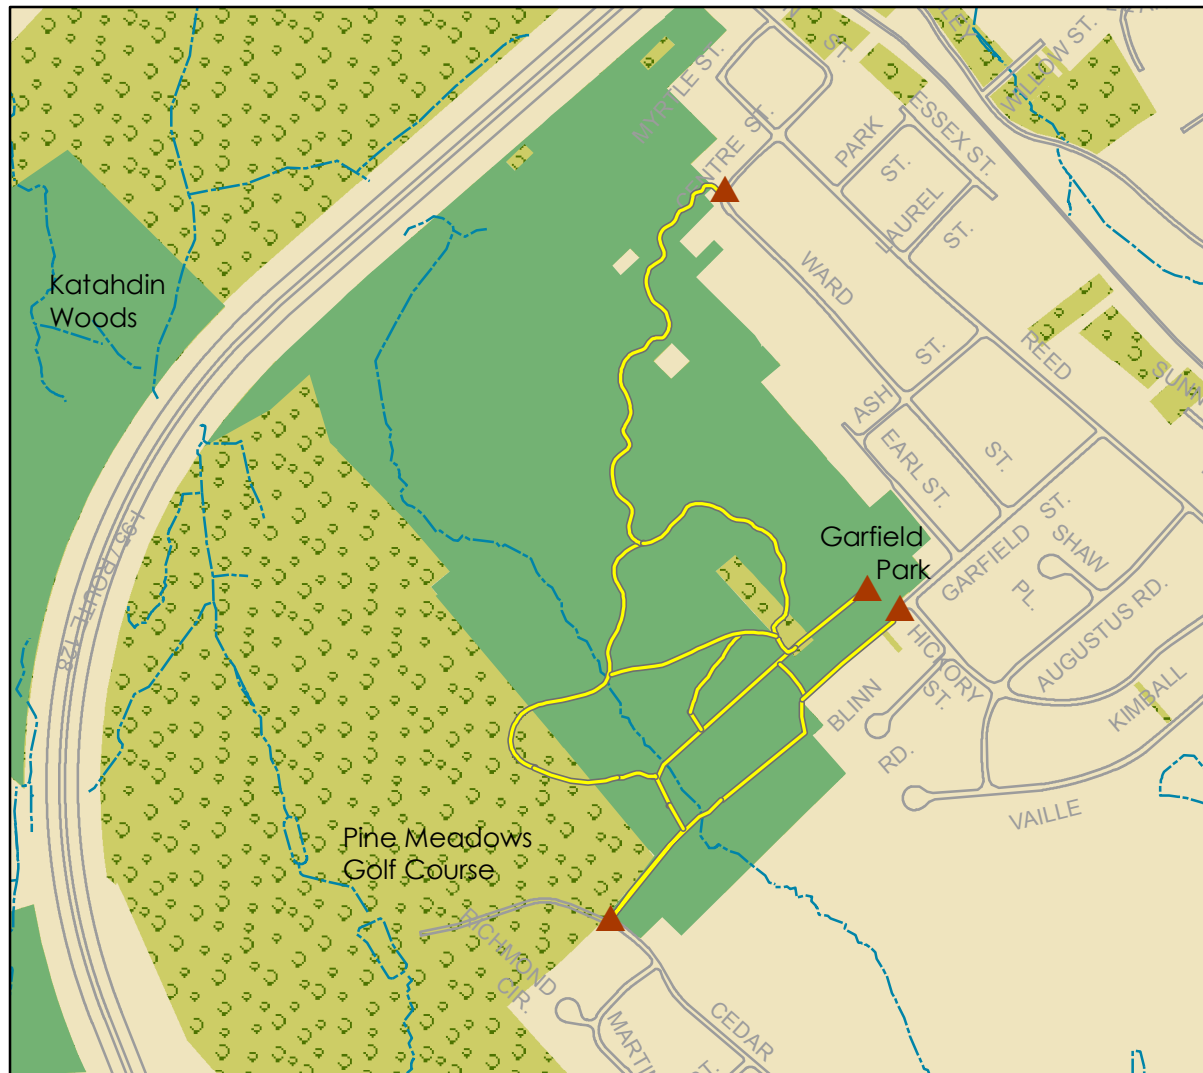 MYRTLE ST.
ST.
WILLOW ST.
ESSEX ST.
PARK
ST.
LAUREL
ST.
Katahdin
Woods
WARD
ST.
REED
ST.
SUNN
ASH
EARL ST.
I-95 / ROUTE 128
Garfield
Park
GARFIELD
ST.
SHAW
PL.
AUGUSTUS RD.
HICKORY
ST.
BLINN
RD.
KIMBALL
VAILLE
Pine Meadows
Golf Course
RICHMOND
CIR.
CEDAR
ST.